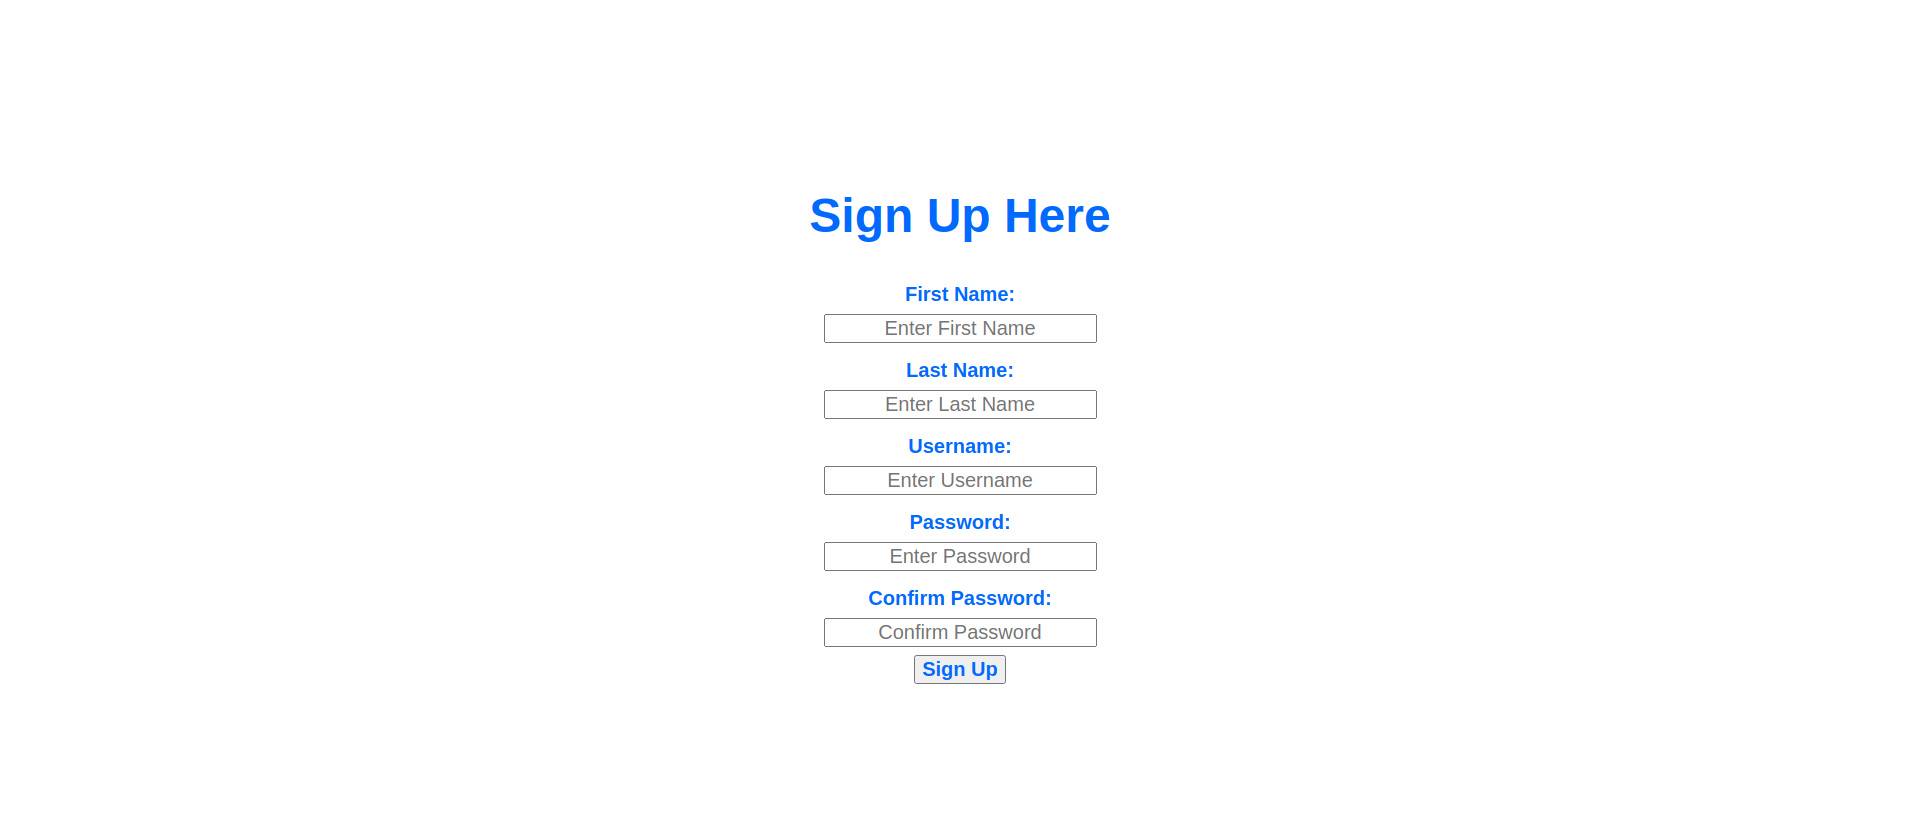 Sign Up Here
First Name:
Enter First Name
Last Name:
Enter Last Name
Username:
Enter Username
Password:
Enter Password
Confirm Password:
Confirm Password
Sign Up